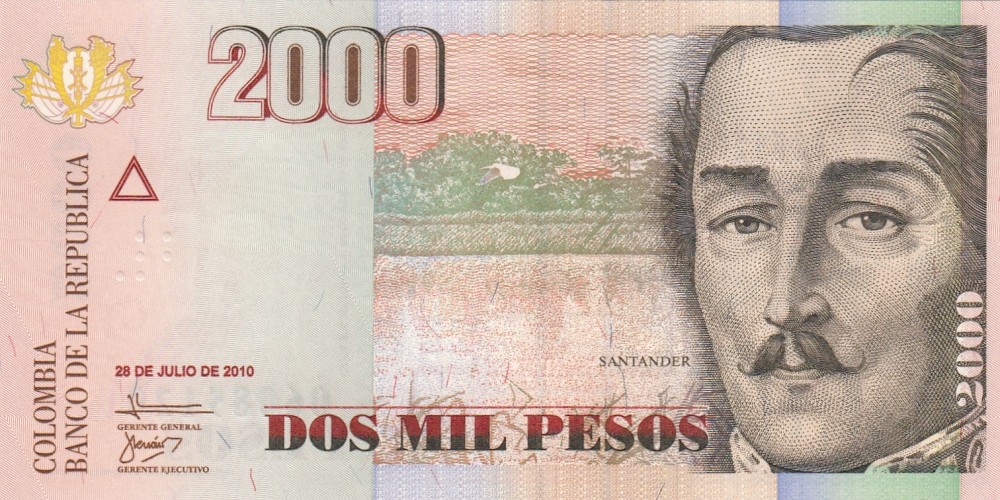 2000
COLOMBIA
BANCO DE LA REPUBLICA
28 DE JULIO DE 2010
GERENTE GENERAL
GERENTE EJECUTIVO
SANTANDER
DOS MIL PESOS
2000